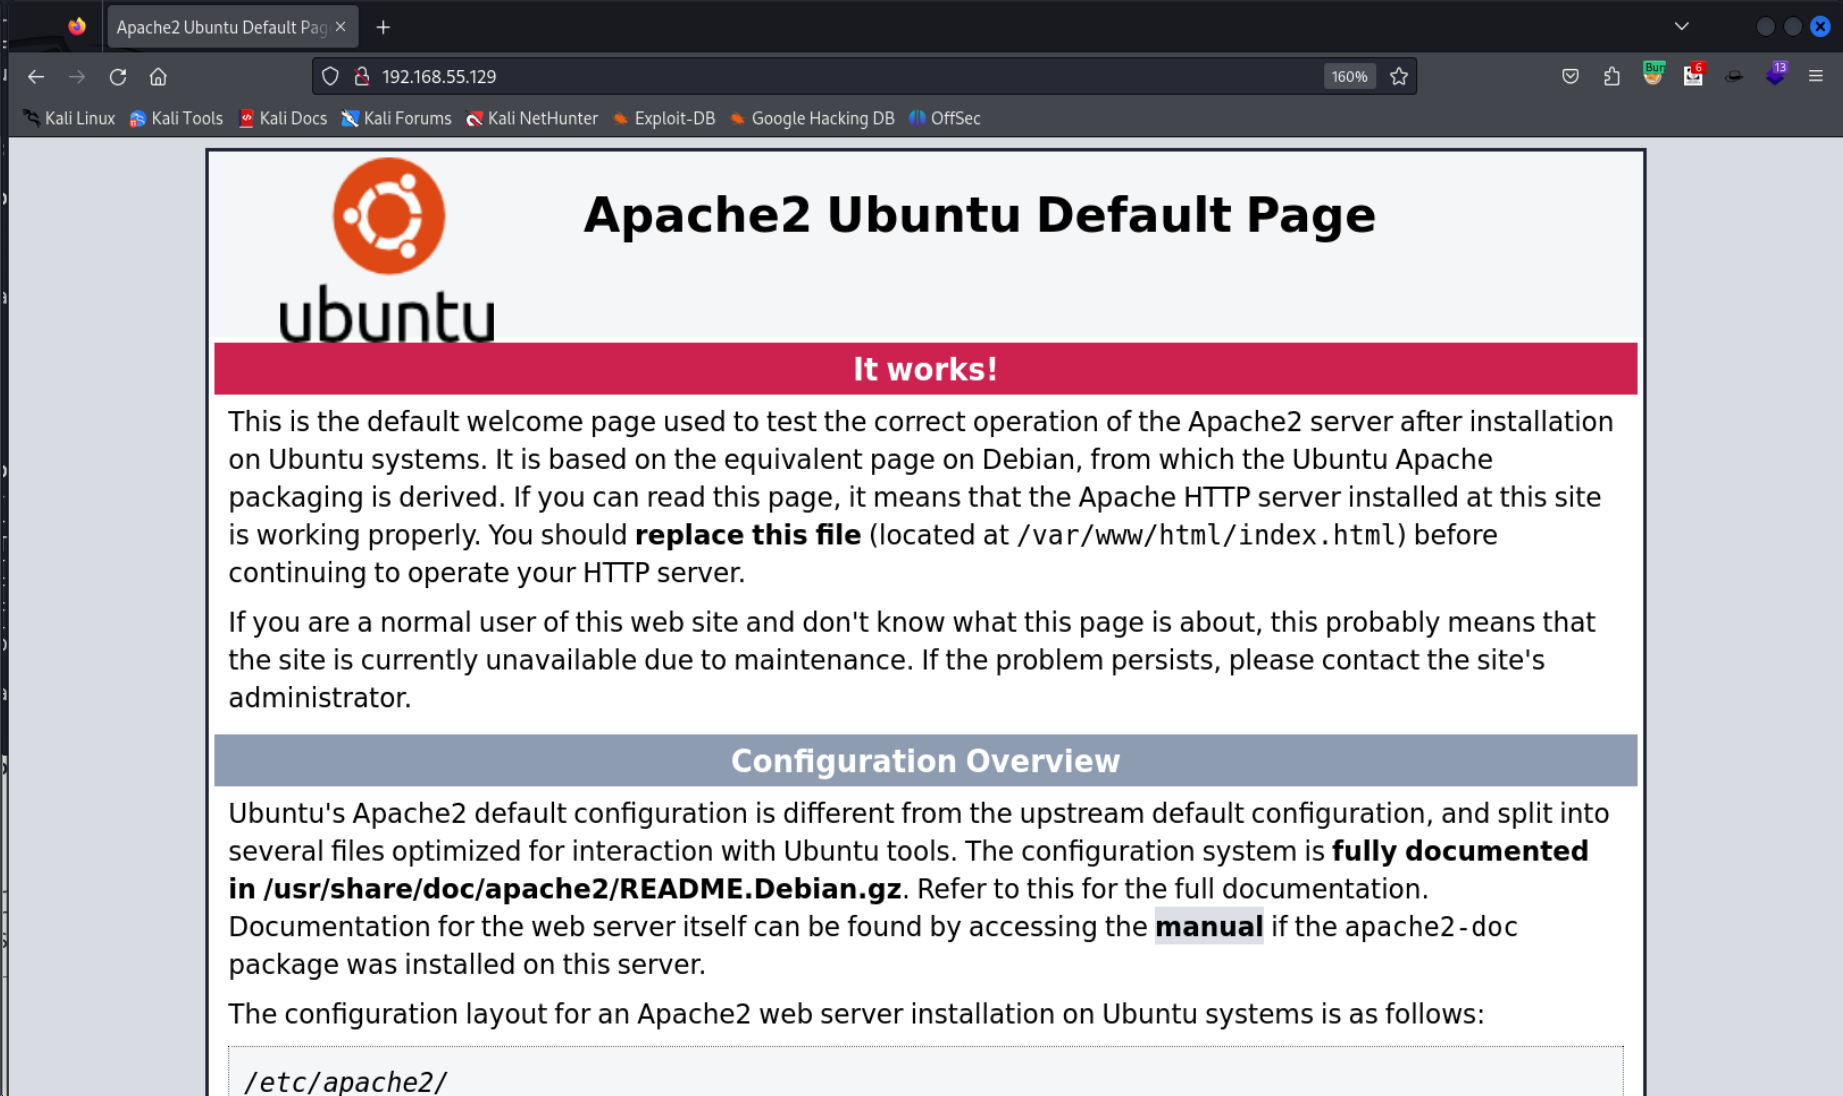 Apache2 Ubuntu Default Pag
192.168.55.129
160%
Burr
6
13
Kali Linux
Kali Tools
Kali Docs
Kali Forums
Kali NetHunter
Exploit-DB
Google Hacking DB
OffSec
ubuntu
Apache2 Ubuntu Default Page
It works!
This is the default welcome page used to test the correct operation of the Apache2 server after installation
on Ubuntu systems. It is based on the equivalent page on Debian, from which the Ubuntu Apache
packaging is derived. If you can read this page, it means that the Apache HTTP server installed at this site
is working properly. You should replace this file (located at /var/www/html/index.html) before
continuing to operate your HTTP server.
If you are a normal user of this web site and don't know what this page is about, this probably means that
the site is currently unavailable due to maintenance. If the problem persists, please contact the site's
administrator.
Configuration Overview
Ubuntu's Apache2 default configuration is different from the upstream default configuration, and split into
several files optimized for interaction with Ubuntu tools. The configuration system is fully documented
in /usr/share/doc/apache2/README.Debian.gz. Refer to this for the full documentation.
Documentation for the web server itself can be found by accessing the manual if the apache2-doc
package was installed on this server.
The configuration layout for an Apache2 web server installation on Ubuntu systems is as follows:
/etc/apache2/